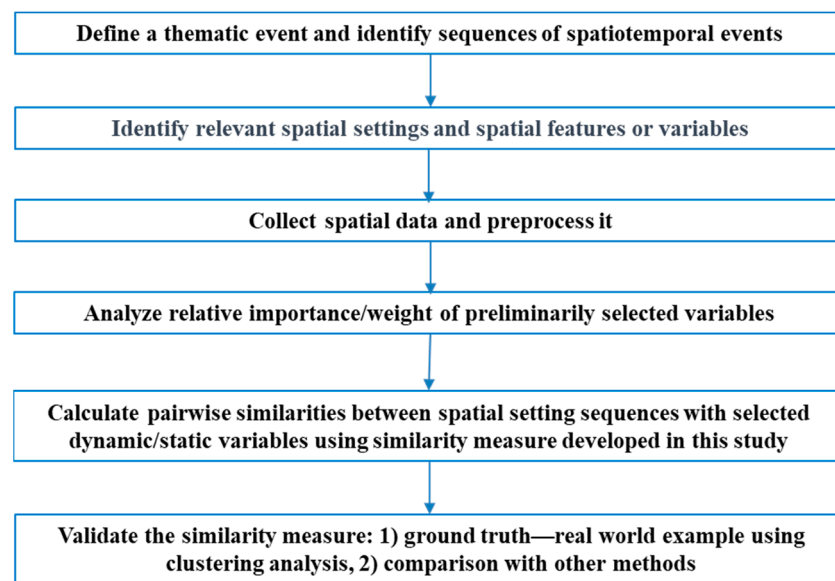 Define a thematic event and identify sequences of spatiotemporal events
Identify relevant spatial settings and spatial features or variables
Collect spatial data and preprocess it
Analyze relative importance/weight of preliminarily selected variables
Calculate pairwise similarities between spatial setting sequences with selected
dynamic/static variables using similarity measure developed in this study
Validate the similarity measure: 1) ground truth—real world example using
clustering analysis, 2) comparison with other methods